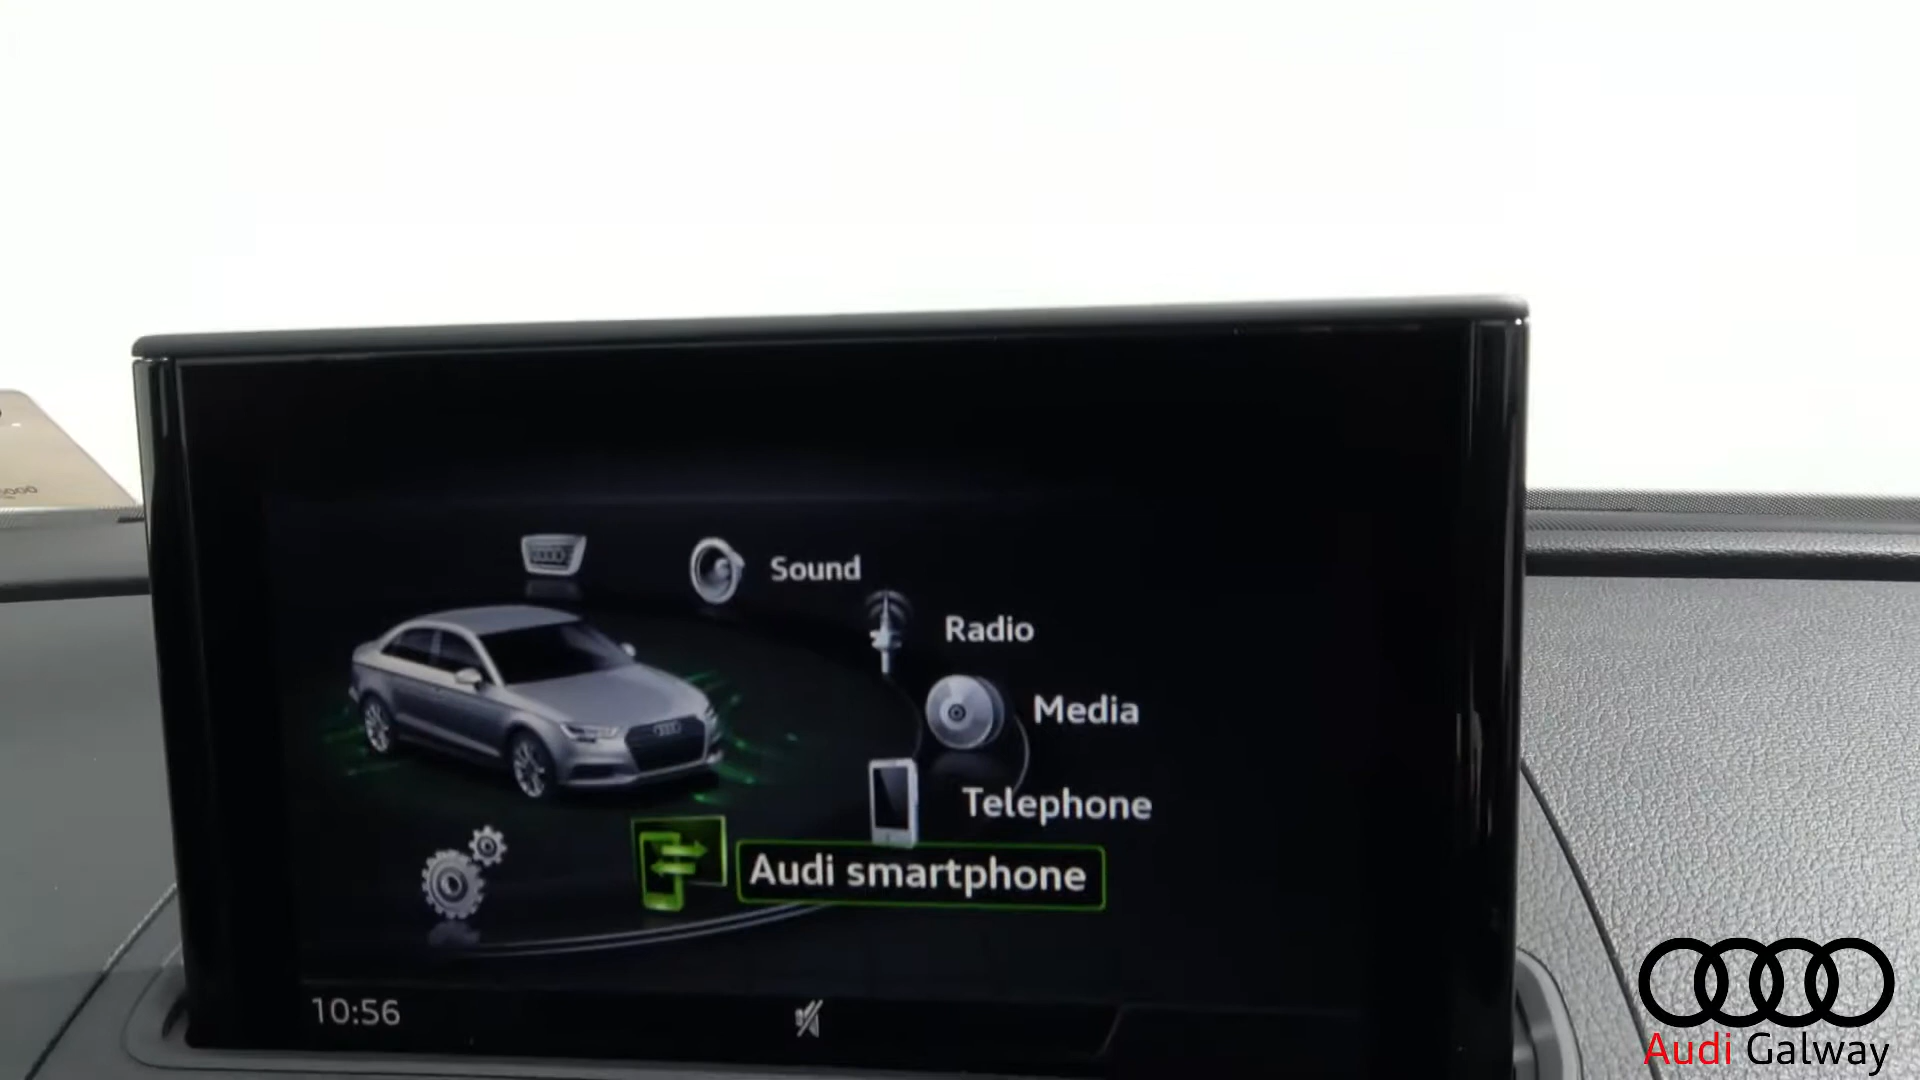 Sound
Radio
Media
Telephone
Audi smartphone
10:56
Audi Galway